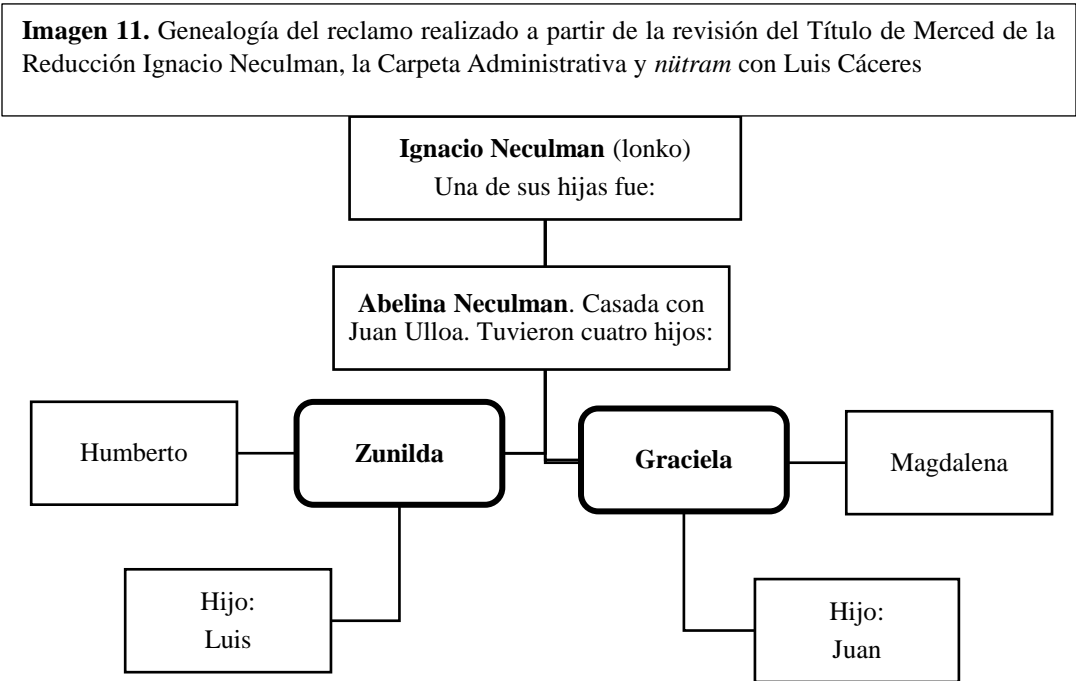 Imagen 11. Genealogía del reclamo realizado a partir de la revisión del Título de Merced de la
Reducción Ignacio Neculman, la Carpeta Administrativa y nütram con Luis Cáceres
Ignacio Neculman (lonko)
Una de sus hijas fue:
Abelina Neculman. Casada con
Juan Ulloa. Tuvieron cuatro hijos:
Humberto
Zunilda
Graciela
Magdalena
Hijo:
Luis
Hijo:
Juan